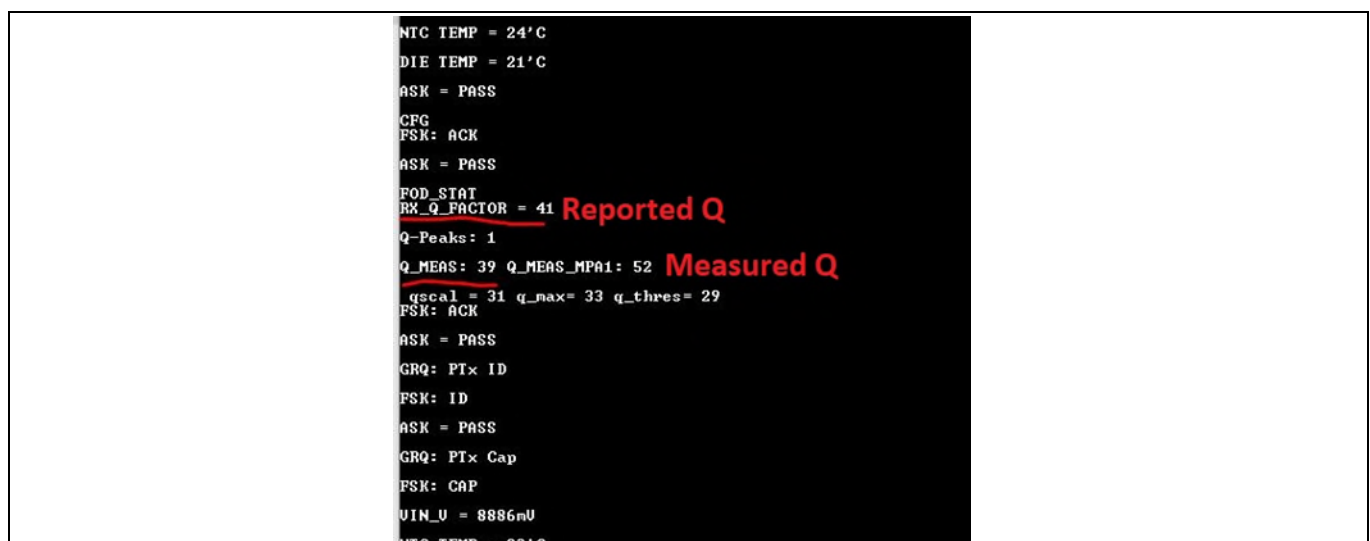 NTC TEMP = 24'C
DIE TEMP = 21'C
ASK = PASS
CFG
FSK: ACK
ASK = PASS
FOD_STAT
RX_Q_FACTOR = 41 Reported Q
Q-Peaks: 1
Q_MEAS: 39 Q_MEAS_MPA1: 52 Measured Q
qscal = 31 q_max= 33 q_thres= 29
FSK: ACK
ASK = PASS
GRQ: PTx ID
FSK: ID
ASK = PASS
GRQ: PTx Cap
FSK: CAP
VIN_V = 8886mV